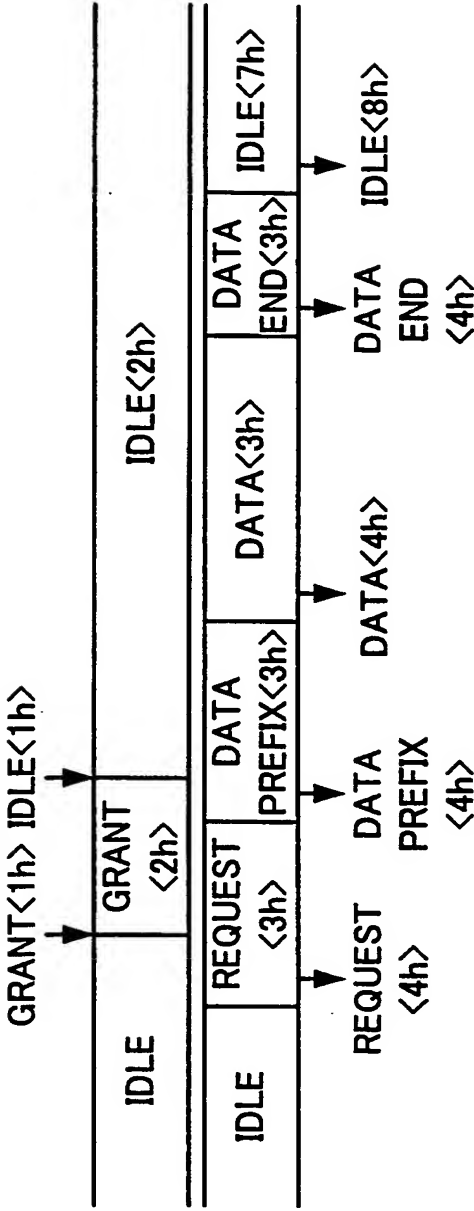 GRANT<1h> IDLE<1h>
IDLE
GRANT
<2h>
IDLE<2h>
IDLE
REQUEST
<3h>
DATA
PREFIX<3h>
DATA<3h>
DATA
END<3h>
IDLE<7h>
REQUEST
<4h>
DATA
PREFIX
<4h>
DATA<4h>
DATA
END
<4h>
IDLE<8h>